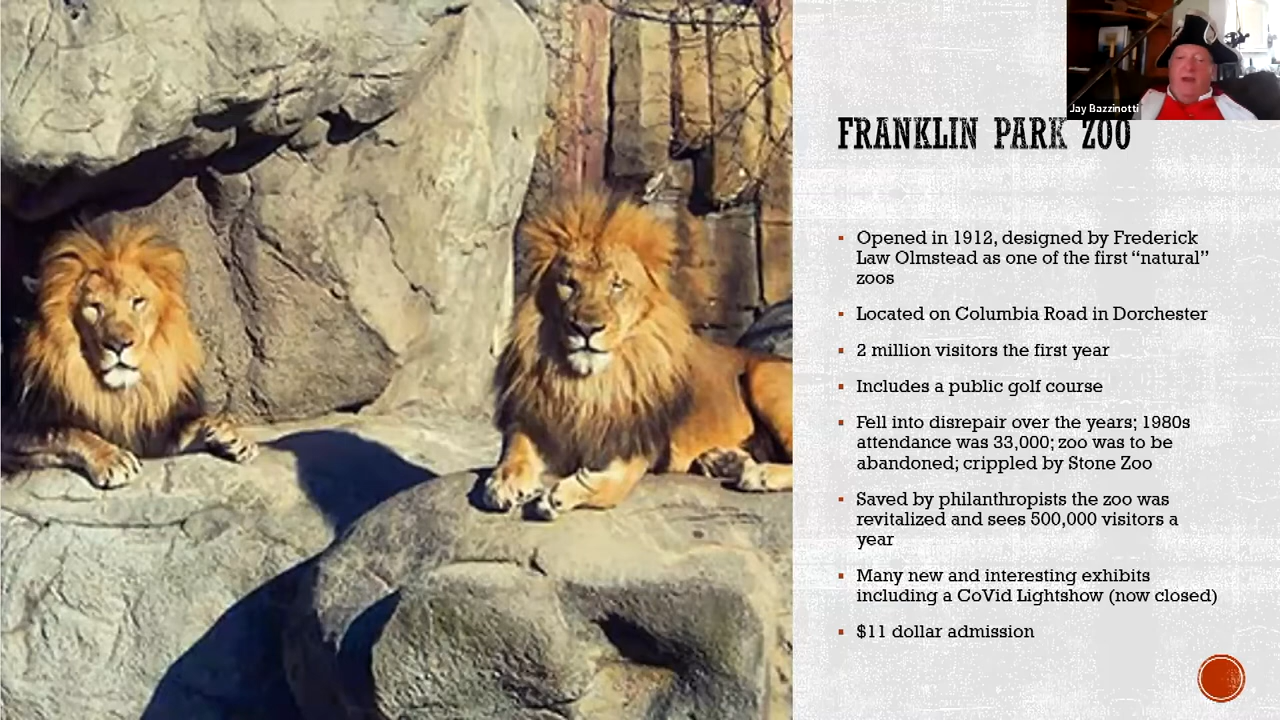 Jay Bazzinotti
FRANKLIN PARK ZOO
Opened in 1912, designed by Frederick
Law Olmstead as one of the first “natural”
zoos
Located on Columbia Road in Dorchester
2 million visitors the first year
Includes a public golf course
Fell into disrepair over the years; 1980s
attendance was 33,000; zoo was to be
abandoned; crippled by Stone Zoo
Saved by philanthropists the zoo was
revitalized and sees 500,000 visitors a
year
Many new and interesting exhibits
including a CoVid Lightshow (now closed)
$11 dollar admission